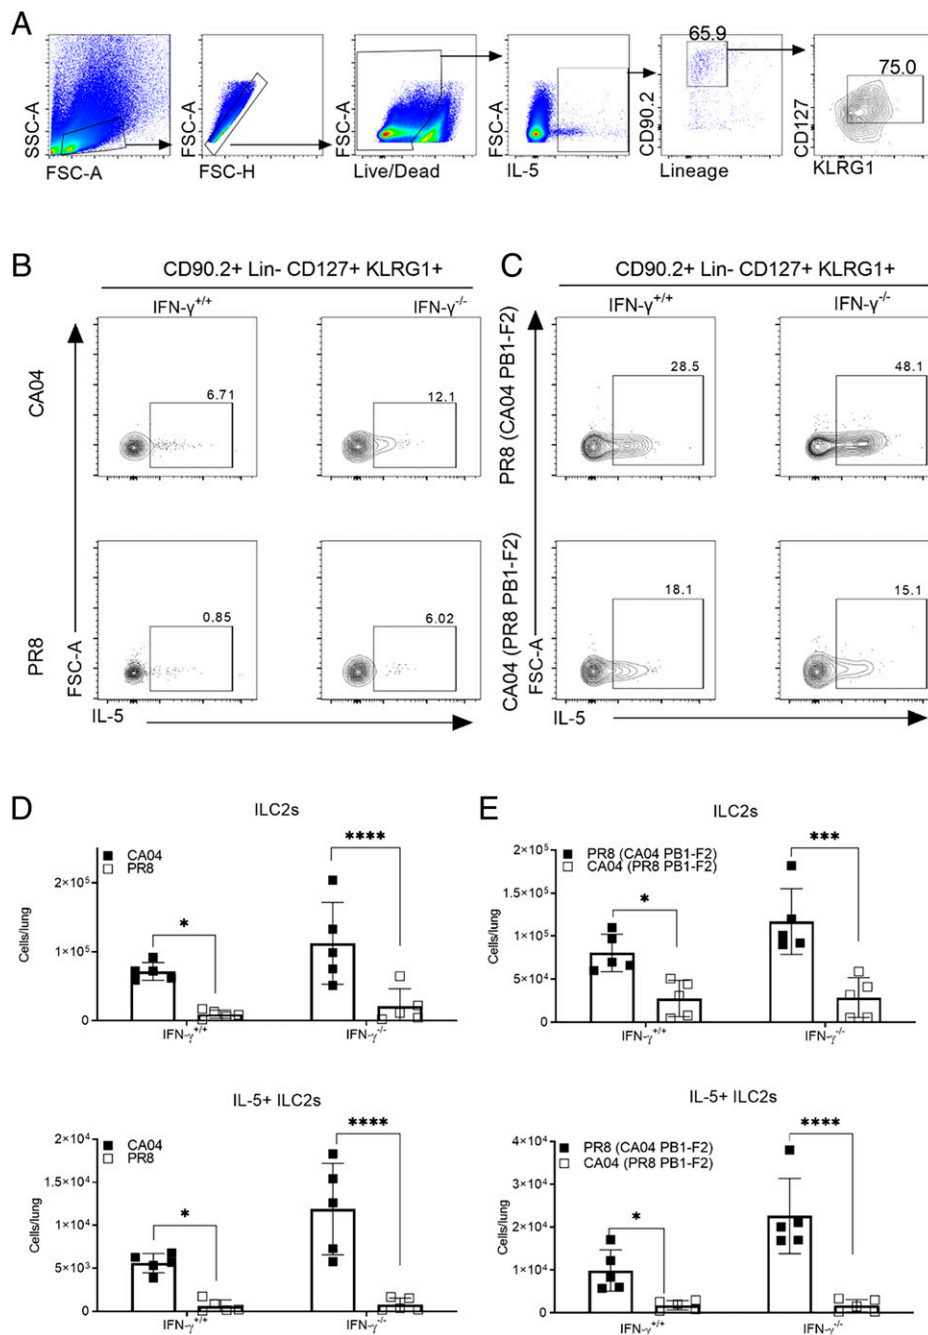 A
SSC-A
FSC-A
FSC-A
FSC-H
FSC-A
Live/Dead
FSC-A
IL-5
65.9
CD90.2
Lineage
75.0
CD127
KLRG1
B
CD90.2+ Lin- CD127+ KLRG1+
IFN-γ+/+
IFN-γ-/-
CA04
6.71
12.1
PR8
0.85
6.02
FSC-A
IL-5
C
CD90.2+ Lin- CD127+ KLRG1+
IFN-γ+/+
IFN-γ-/-
PR8 (CA04 PB1-F2)
28.5
48.1
CA04 (PR8 PB1-F2)
18.1
15.1
FSC-A
IL-5
D
ILC2s
CA04
PR8
Cells/lung
2×10⁵
1×10⁵
0
*
****
IFN-γ+/+
IFN-γ-/-
IL-5+ ILC2s
CA04
PR8
Cells/lung
2×10⁴
1.5×10⁴
1×10⁴
5×10³
0
*
****
IFN-γ+/+
IFN-γ-/-
E
ILC2s
PR8 (CA04 PB1-F2)
CA04 (PR8 PB1-F2)
Cells/lung
2×10⁵
1.5×10⁵
1×10⁵
5×10⁴
0
*
***
IFN-γ+/+
IFN-γ-/-
IL-5+ ILC2s
PR8 (CA04 PB1-F2)
CA04 (PR8 PB1-F2)
Cells/lung
4×10⁴
3×10⁴
2×10⁴
1×10⁴
0
*
****
IFN-γ+/+
IFN-γ-/-